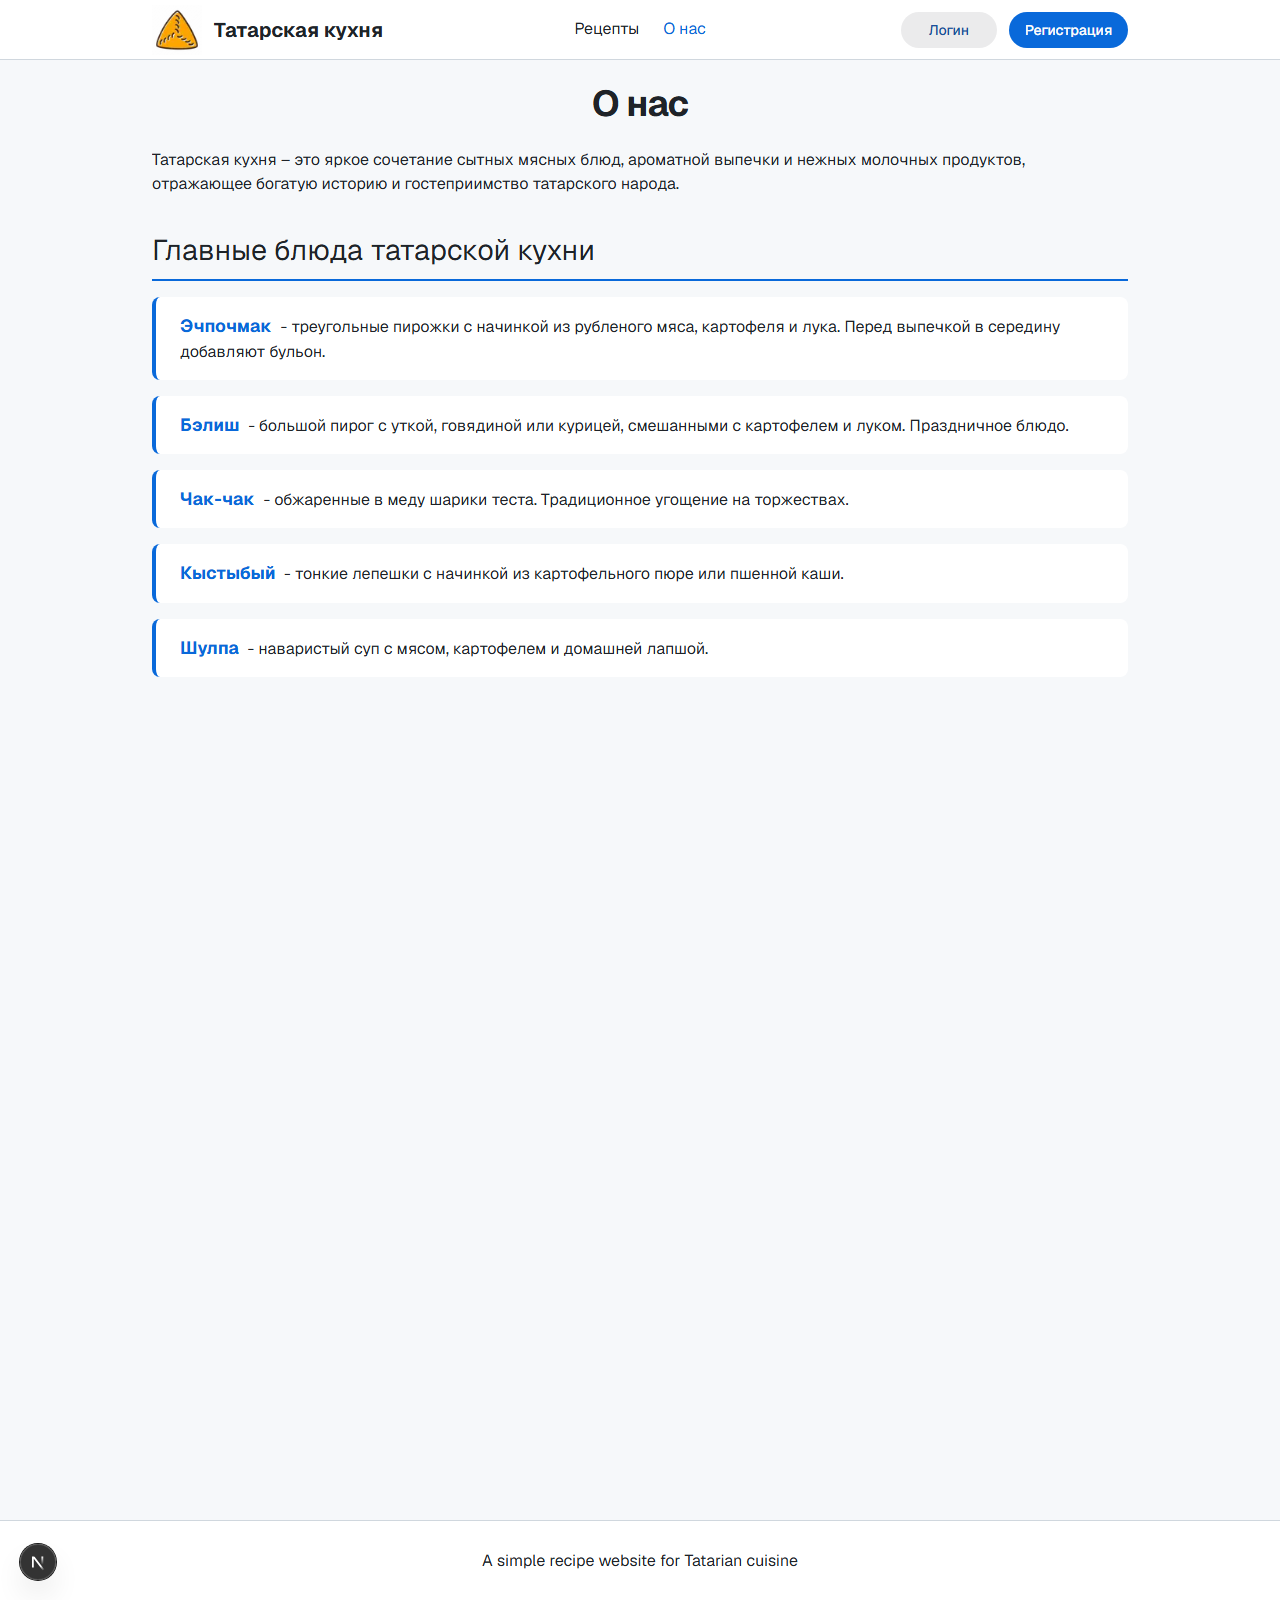 Татарская кухня
Рецепты
О нас
Логин
Регистрация
О нас
Татарская кухня – это яркое сочетание сытных мясных блюд, ароматной выпечки и нежных молочных продуктов,
отражающее богатую историю и гостеприимство татарского народа.
Главные блюда татарской кухни
Эчпочмак - треугольные пирожки с начинкой из рубленого мяса, картофеля и лука. Перед выпечкой в середину
добавляют бульон.
Бэлиш - большой пирог с уткой, говядиной или курицей, смешанными с картофелем и луком. Праздничное блюдо.
Чак-чак - обжаренные в меду шарики теста. Традиционное угощение на торжествах.
Кыстыбый - тонкие лепешки с начинкой из картофельного пюре или пшенной каши.
Шулпа - наваристый суп с мясом, картофелем и домашней лапшой.
N
A simple recipe website for Tatarian cuisine